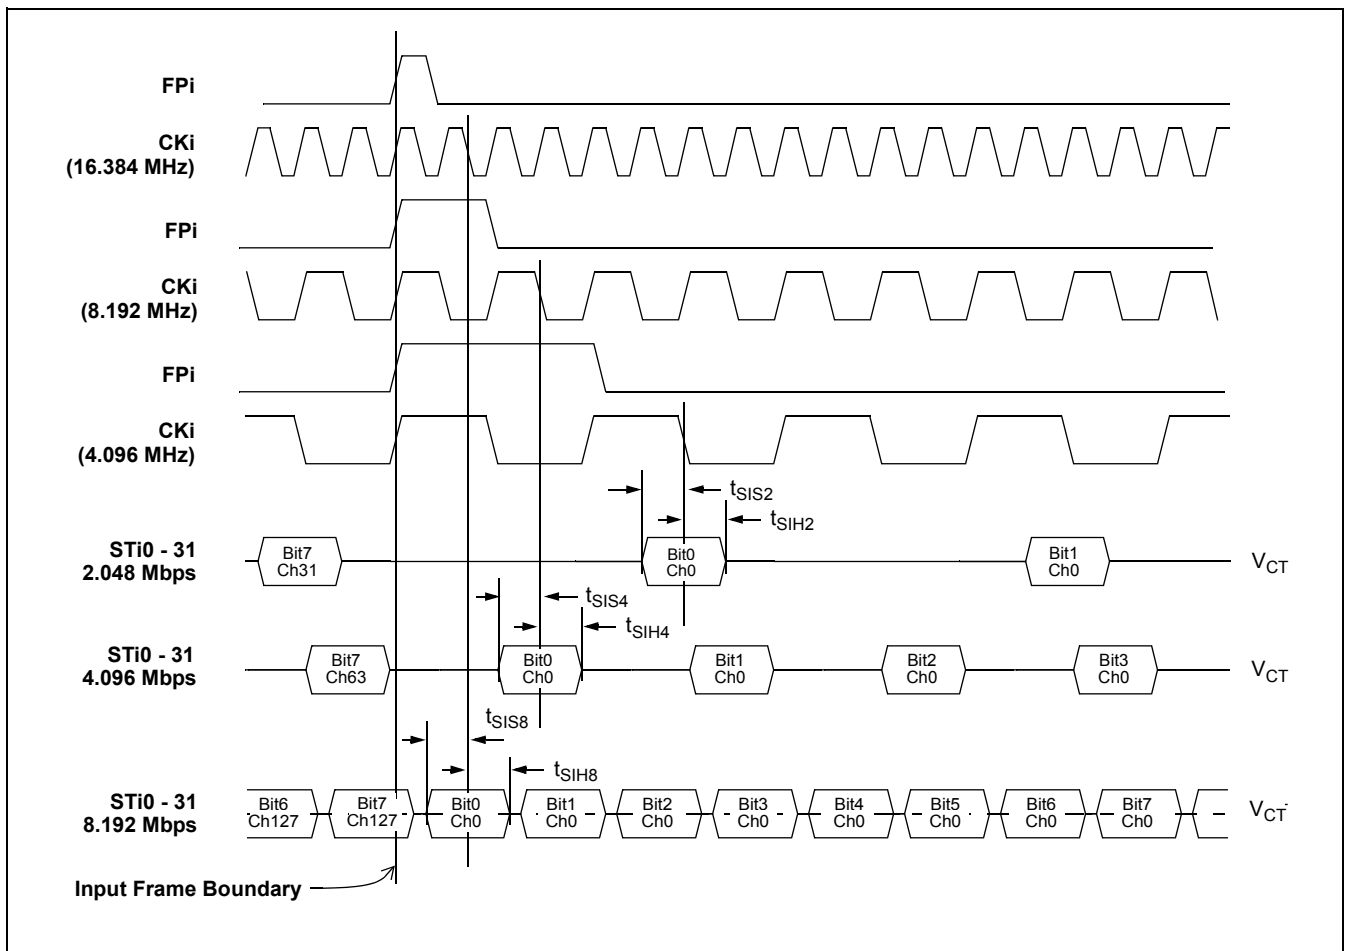 FPi
CKi
(16.384 MHz)
FPi
CKi
(8.192 MHz)
FPi
CKi
(4.096 MHz)
tSIS2
tSIH2
STi0 - 31
2.048 Mbps
Bit7
Ch31
Bit0
Ch0
Bit1
Ch0
VCT
tSIS4
tSIH4
STi0 - 31
4.096 Mbps
Bit7
Ch63
Bit0
Ch0
Bit1
Ch0
Bit2
Ch0
Bit3
Ch0
VCT
tSIS8
tSIH8
STi0 - 31
8.192 Mbps
Bit6
Ch127
Bit7
Ch127
Bit0
Ch0
Bit1
Ch0
Bit2
Ch0
Bit3
Ch0
Bit4
Ch0
Bit5
Ch0
Bit6
Ch0
Bit7
Ch0
VCT
Input Frame Boundary